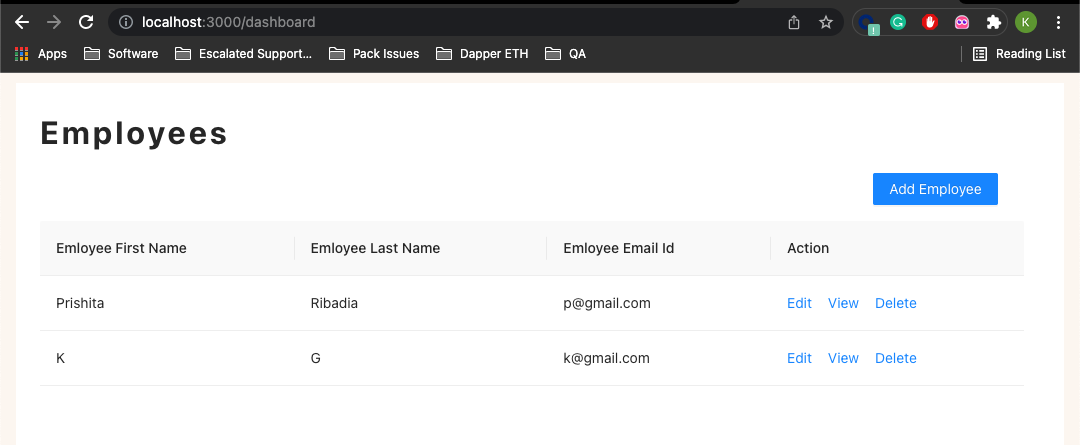 localhost:3000/dashboard
K
Apps Software Escalated Support... Pack Issues Dapper ETH QA Reading List
Employees
Add Employee
Emloyee First Name Emloyee Last Name Emloyee Email Id Action
Prishita Ribadia p@gmail.com Edit View Delete
K G k@gmail.com Edit View Delete